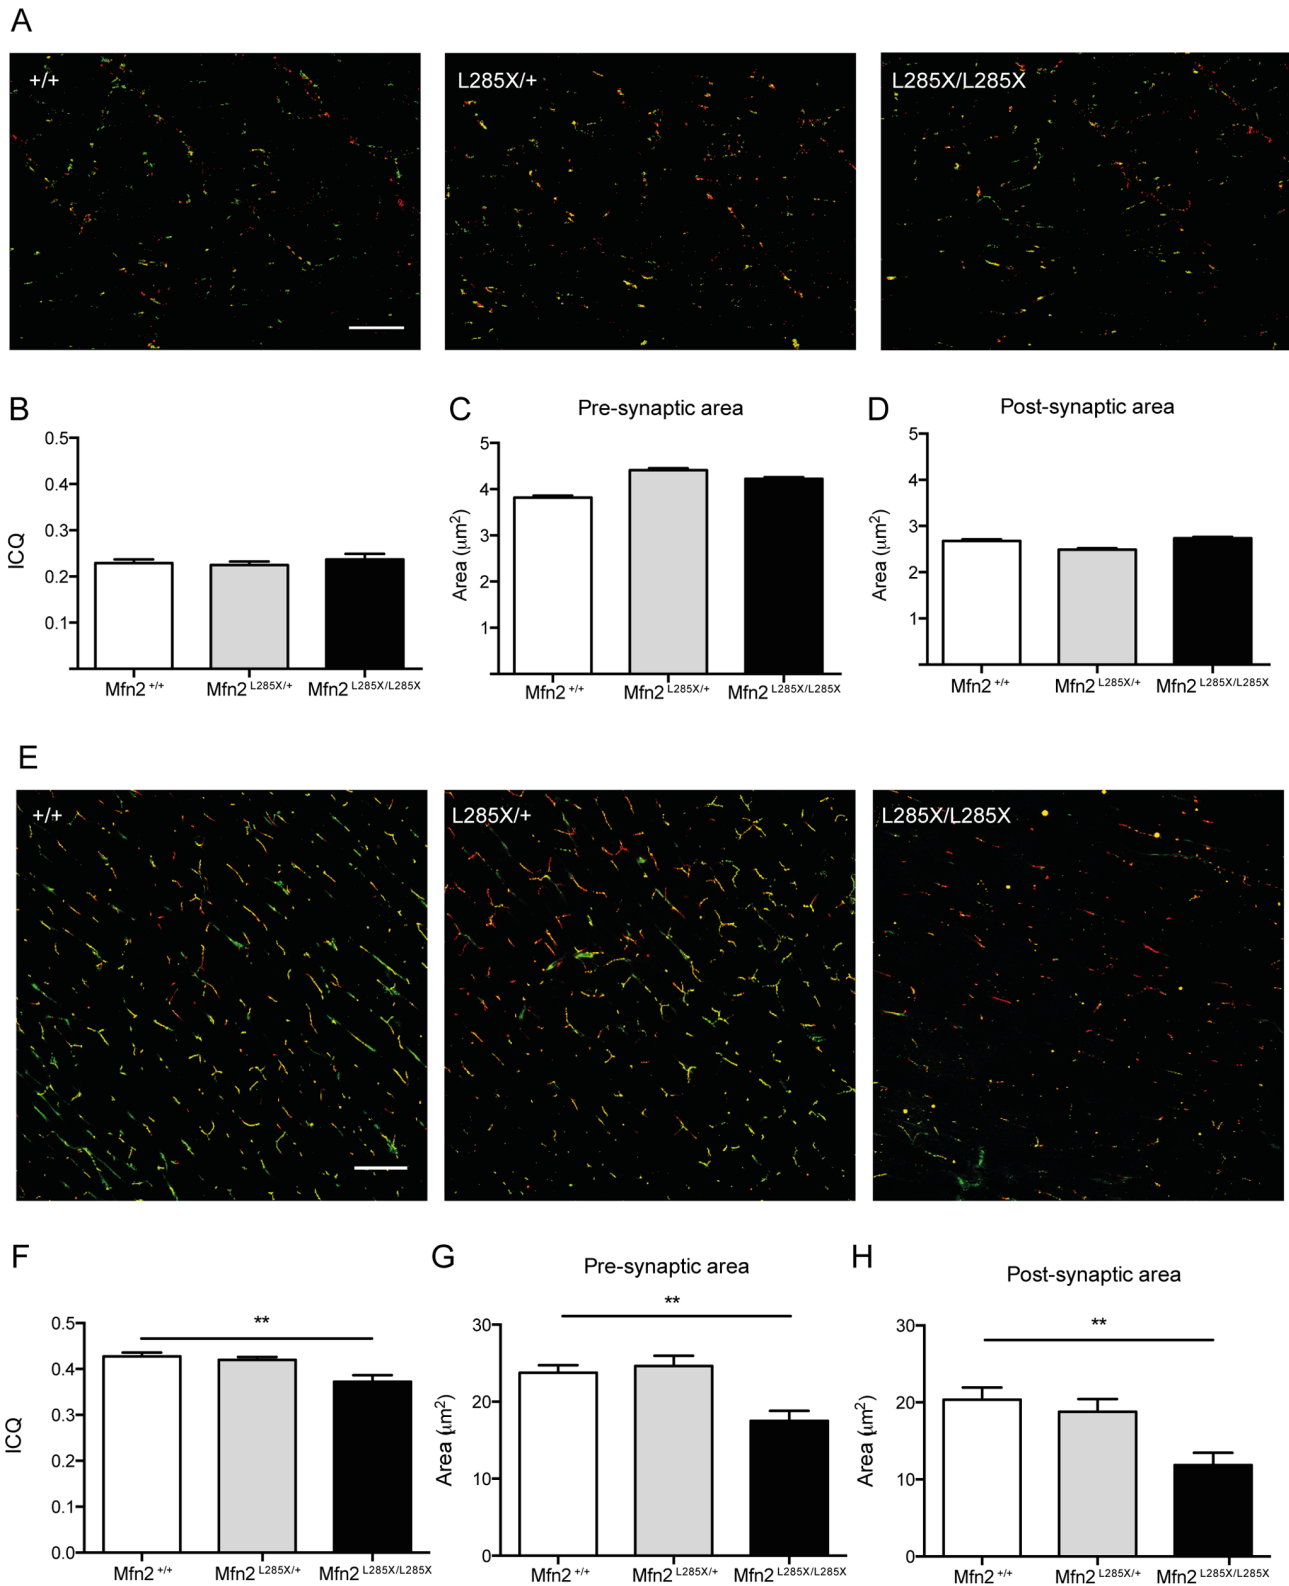 A
+/+
L285X/+
L285X/L285X
B
0.5
0.4
0.3
0.2
0.1
ICQ
Mfn2 +/+
Mfn2 L285X/+
Mfn2 L285X/L285X
C
Pre-synaptic area
5
4
3
2
1
Area (μm2)
Mfn2 +/+
Mfn2 L285X/+
Mfn2 L285X/L285X
D
Post-synaptic area
5
4
3
2
1
Area (μm2)
Mfn2 +/+
Mfn2 L285X/+
Mfn2 L285X/L285X
E
+/+
L285X/+
L285X/L285X
F
**
0.5
0.4
0.3
0.2
0.1
0.0
ICQ
Mfn2 +/+
Mfn2 L285X/+
Mfn2 L285X/L285X
G
Pre-synaptic area
**
30
20
10
0
Area (μm2)
Mfn2 +/+
Mfn2 L285X/+
Mfn2 L285X/L285X
H
Post-synaptic area
**
30
20
10
0
Area (μm2)
Mfn2 +/+
Mfn2 L285X/+
Mfn2 L285X/L285X